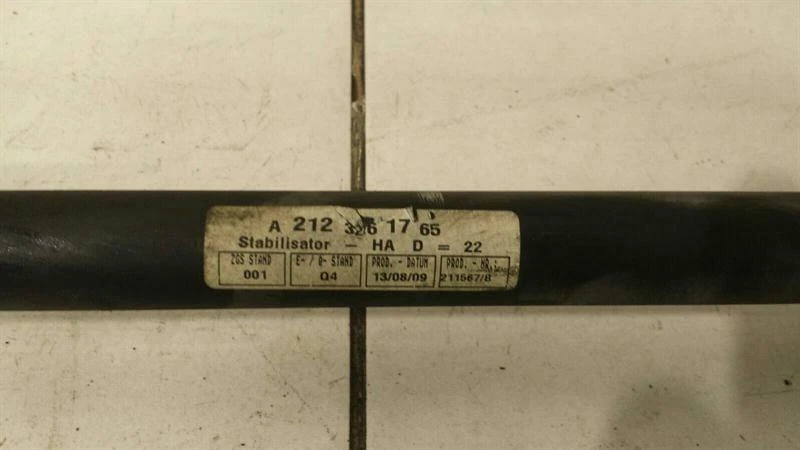 A 212 326 17 65
Stabilisator - HA D = 22
ZGS STAND E- / Q- STAND PROD. - DATUM PROD. - NR.:
001 Q4 13/08/09 211567/8